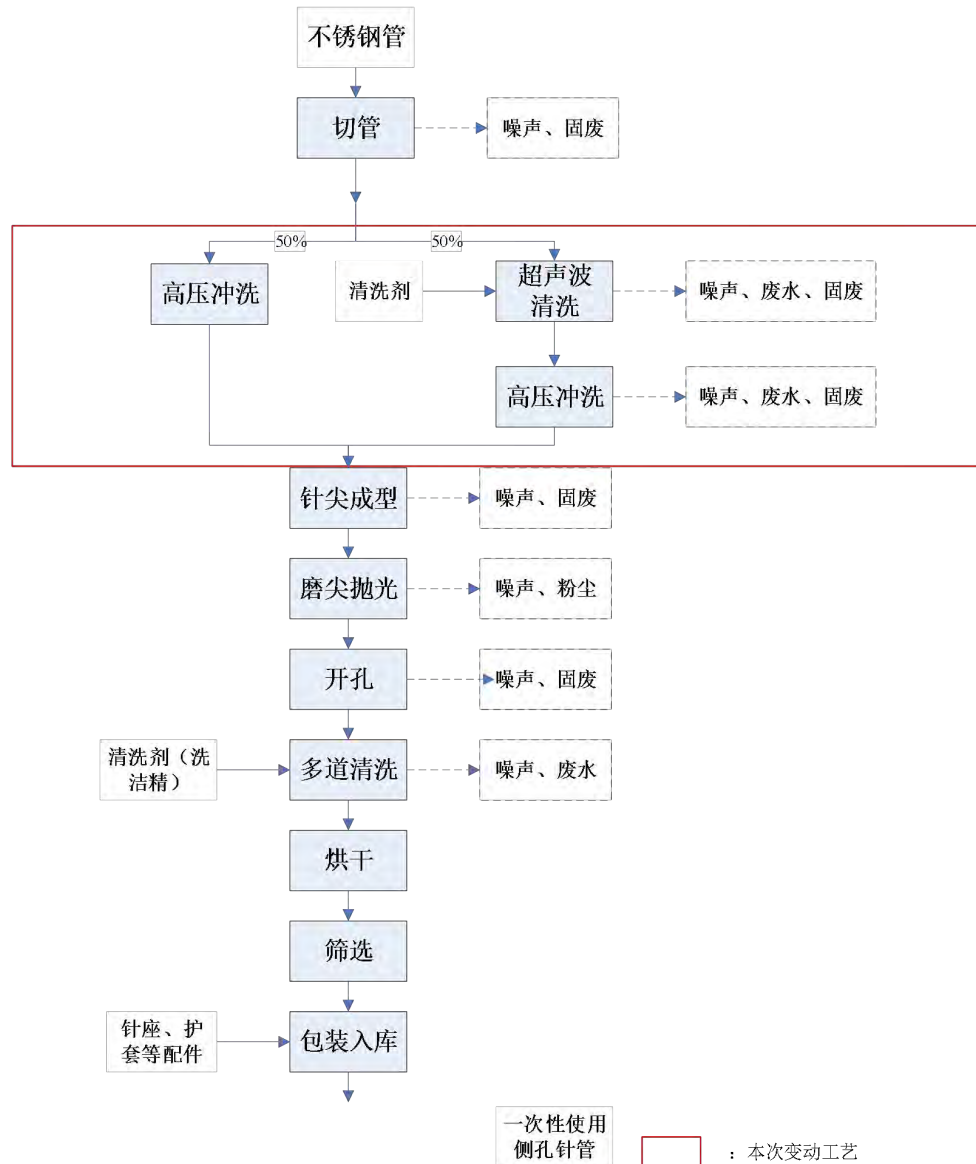 不锈钢管
切管
噪声、固废
50%
50%
高压冲洗
清洗剂
超声波
清洗
噪声、废水、固废
高压冲洗
噪声、废水、固废
针尖成型
噪声、固废
磨尖抛光
噪声、粉尘
开孔
噪声、固废
清洗剂（洗
洁精）
多道清洗
噪声、废水
烘干
筛选
针座、护
套等配件
包装入库
一次性使用
侧孔针管
：本次变动工艺